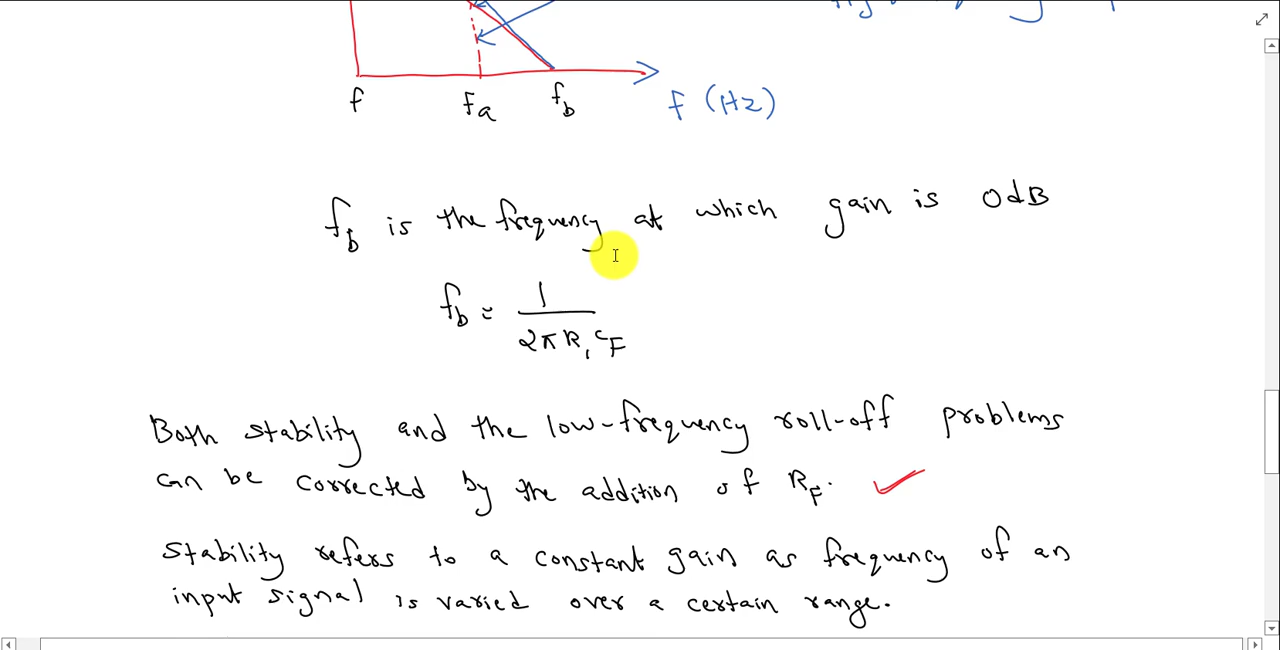 f Fa fb F (Hz)
fb is the frequency at which gain is 0dB
fb = 1 / 2πR1CF
Both stability and the low-frequency roll-off problems
can be corrected by the addition of RF.
Stability refers to a constant gain as frequency of an
input signal is varied over a certain range.